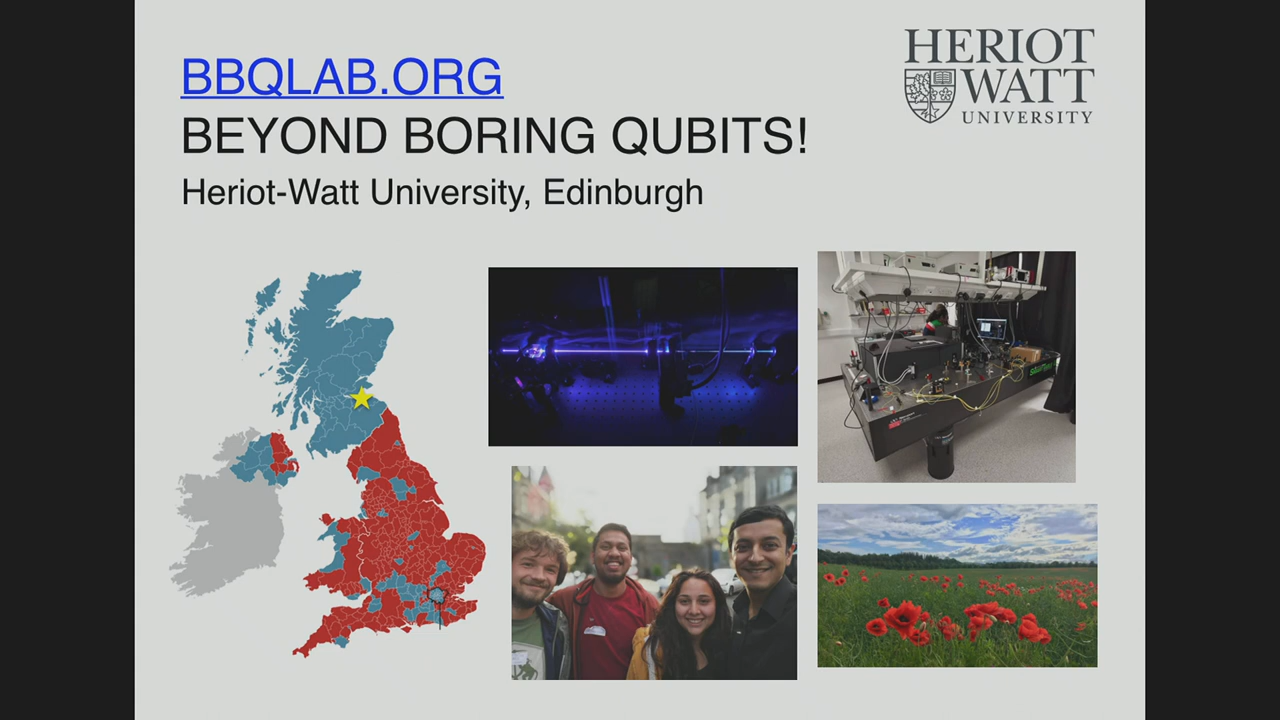 BBQLAB.ORG
BEYOND BORING QUBITS!
Heriot-Watt University, Edinburgh
HERIOT
WATT
UNIVERSITY